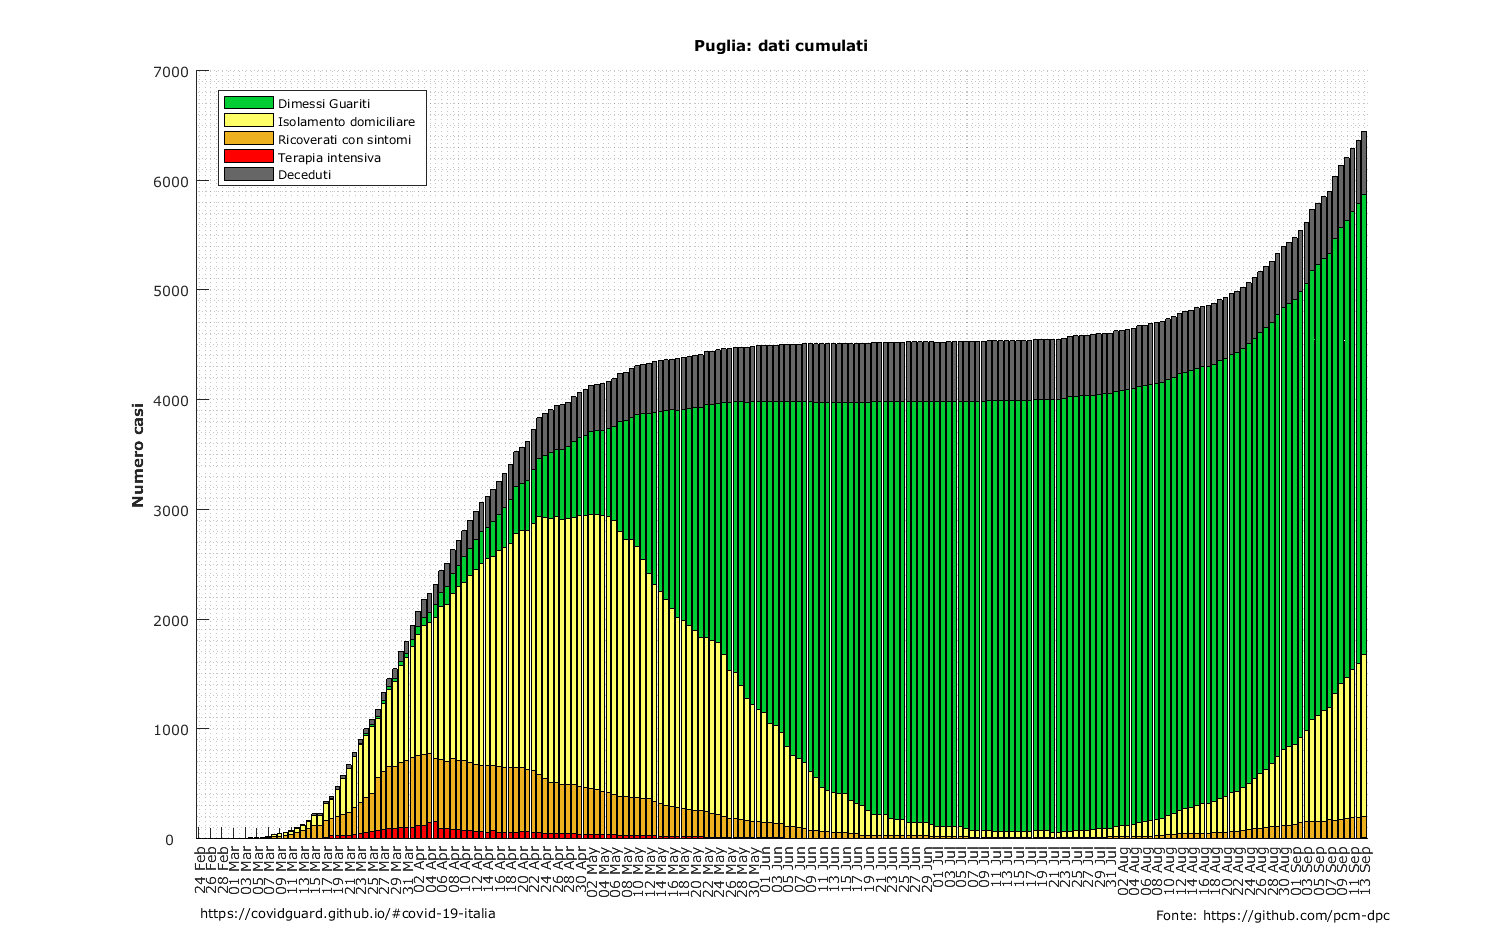 Puglia: dati cumulati
7000
6000
5000
4000
3000
2000
1000
0
Numero casi
Dimessi Guariti
Isolamento domiciliare
Ricoverati con sintomi
Terapia intensiva
Deceduti
24 Feb
26 Feb
28 Feb
01 Mar
03 Mar
05 Mar
07 Mar
09 Mar
11 Mar
13 Mar
15 Mar
17 Mar
19 Mar
21 Mar
23 Mar
25 Mar
27 Mar
29 Mar
31 Mar
02 Apr
04 Apr
06 Apr
08 Apr
10 Apr
12 Apr
14 Apr
16 Apr
18 Apr
20 Apr
22 Apr
24 Apr
26 Apr
28 Apr
30 Apr
02 May
04 May
06 May
08 May
10 May
12 May
14 May
16 May
18 May
20 May
22 May
24 May
26 May
28 May
30 May
01 Jun
03 Jun
05 Jun
07 Jun
09 Jun
11 Jun
13 Jun
15 Jun
17 Jun
19 Jun
21 Jun
23 Jun
25 Jun
27 Jun
29 Jun
01 Jul
03 Jul
05 Jul
07 Jul
09 Jul
11 Jul
13 Jul
15 Jul
17 Jul
19 Jul
21 Jul
23 Jul
25 Jul
27 Jul
29 Jul
31 Jul
02 Aug
04 Aug
06 Aug
08 Aug
10 Aug
12 Aug
14 Aug
16 Aug
18 Aug
20 Aug
22 Aug
24 Aug
26 Aug
28 Aug
30 Aug
01 Sep
03 Sep
05 Sep
07 Sep
09 Sep
11 Sep
13 Sep
https://covidguard.github.io/#covid-19-italia
Fonte: https://github.com/pcm-dpc